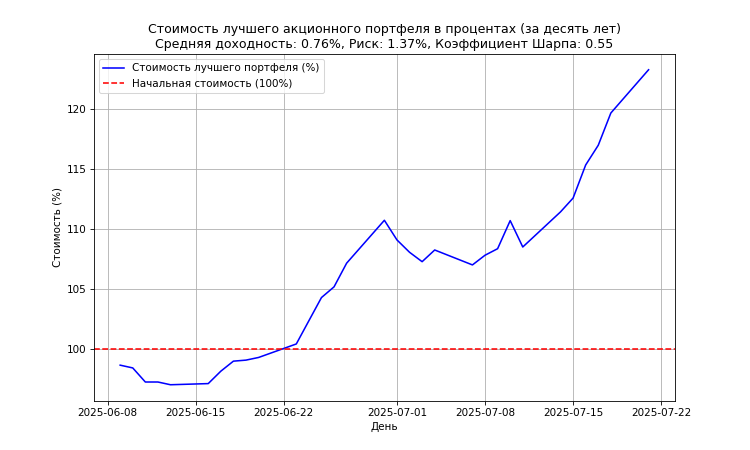 Стоимость лучшего акционного портфеля в процентах (за десять лет)
Средняя доходность: 0.76%, Риск: 1.37%, Коэффициент Шарпа: 0.55
Стоимость лучшего портфеля (%)
Начальная стоимость (100%)
Стоимость (%)
120
115
110
105
100
2025-06-08 2025-06-15 2025-06-22 2025-07-01 2025-07-08 2025-07-15 2025-07-22
День